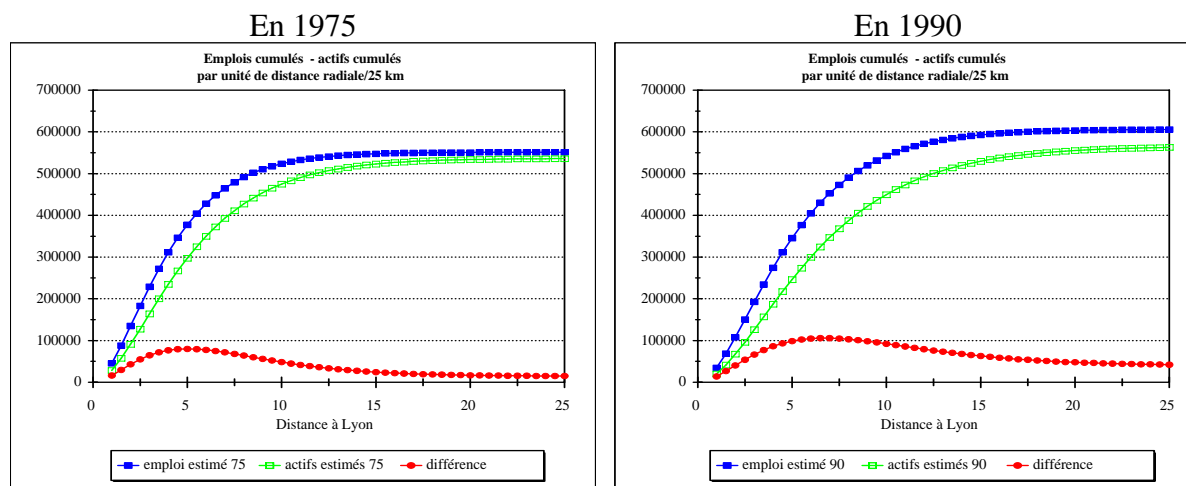 En 1975
Emplois cumulés - actifs cumulés
par unité de distance radiale/25 km
700000
600000
500000
400000
300000
200000
100000
0
0 5 10 15 20 25
Distance à Lyon
emploi estimé 75 actifs estimés 75 différence
En 1990
Emplois cumulés - actifs cumulés
par unité de distance radiale/25 km
700000
600000
500000
400000
300000
200000
100000
0
0 5 10 15 20 25
Distance à Lyon
emploi estimé 90 actifs estimés 90 différence